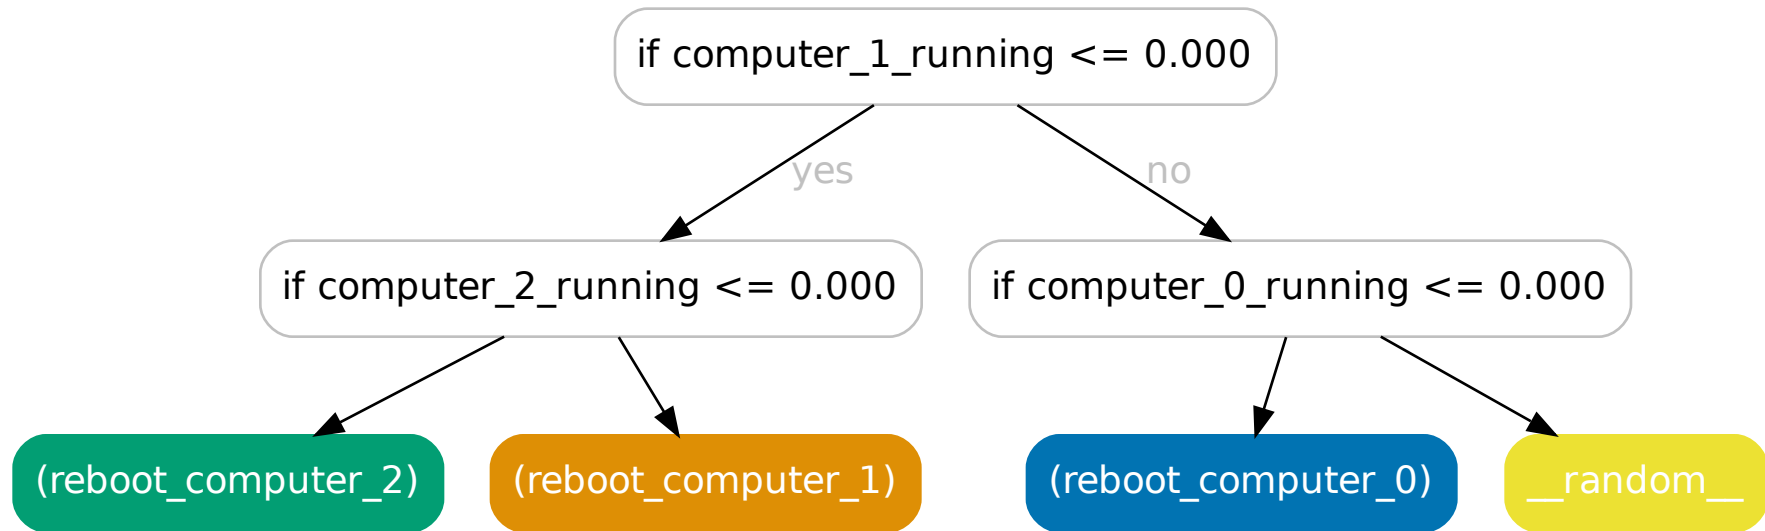 if computer_1_running <= 0.000
yes
no
if computer_2_running <= 0.000
if computer_0_running <= 0.000
(reboot_computer_2)
(reboot_computer_1)
(reboot_computer_0)
__random__